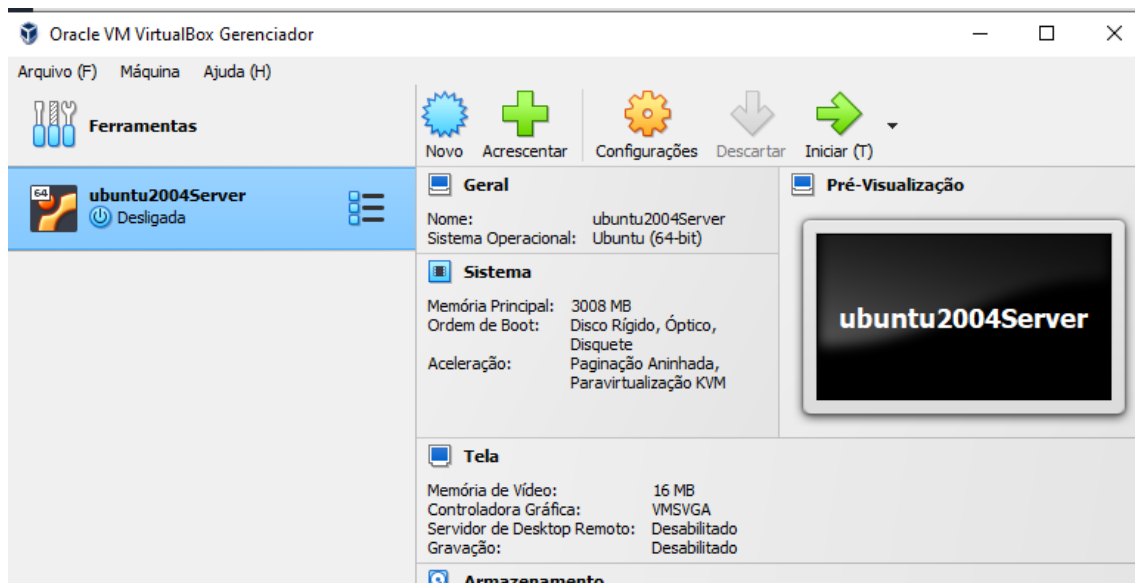 Oracle VM VirtualBox Gerenciador
Arquivo (F) Máquina Ajuda (H)
Ferramentas
Novo Acrescentar Configurações Descartar Iniciar (T)
64
ubuntu2004Server
Desligada
Geral
Nome: ubuntu2004Server
Sistema Operacional: Ubuntu (64-bit)
Sistema
Memória Principal: 3008 MB
Ordem de Boot: Disco Rígido, Óptico,
Disquete
Aceleração: Paginação Aninhada,
Paravirtualização KVM
Pré-Visualização
ubuntu2004Server
Tela
Memória de Vídeo: 16 MB
Controladora Gráfica: VMSVGA
Servidor de Desktop Remoto: Desabilitado
Gravação: Desabilitado
Armazenamento